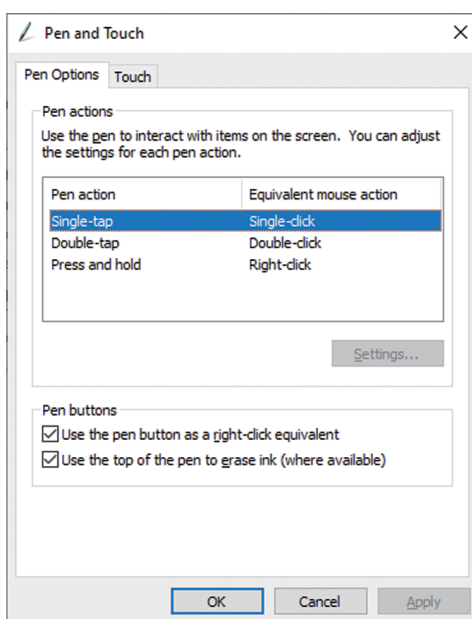 Pen and Touch
Pen Options Touch
Pen actions
Use the pen to interact with items on the screen. You can adjust
the settings for each pen action.
Pen action Equivalent mouse action
Single-tap Single-click
Double-tap Double-click
Press and hold Right-click
Settings...
Pen buttons
Use the pen button as a right-click equivalent
Use the top of the pen to erase ink (where available)
OK Cancel Apply